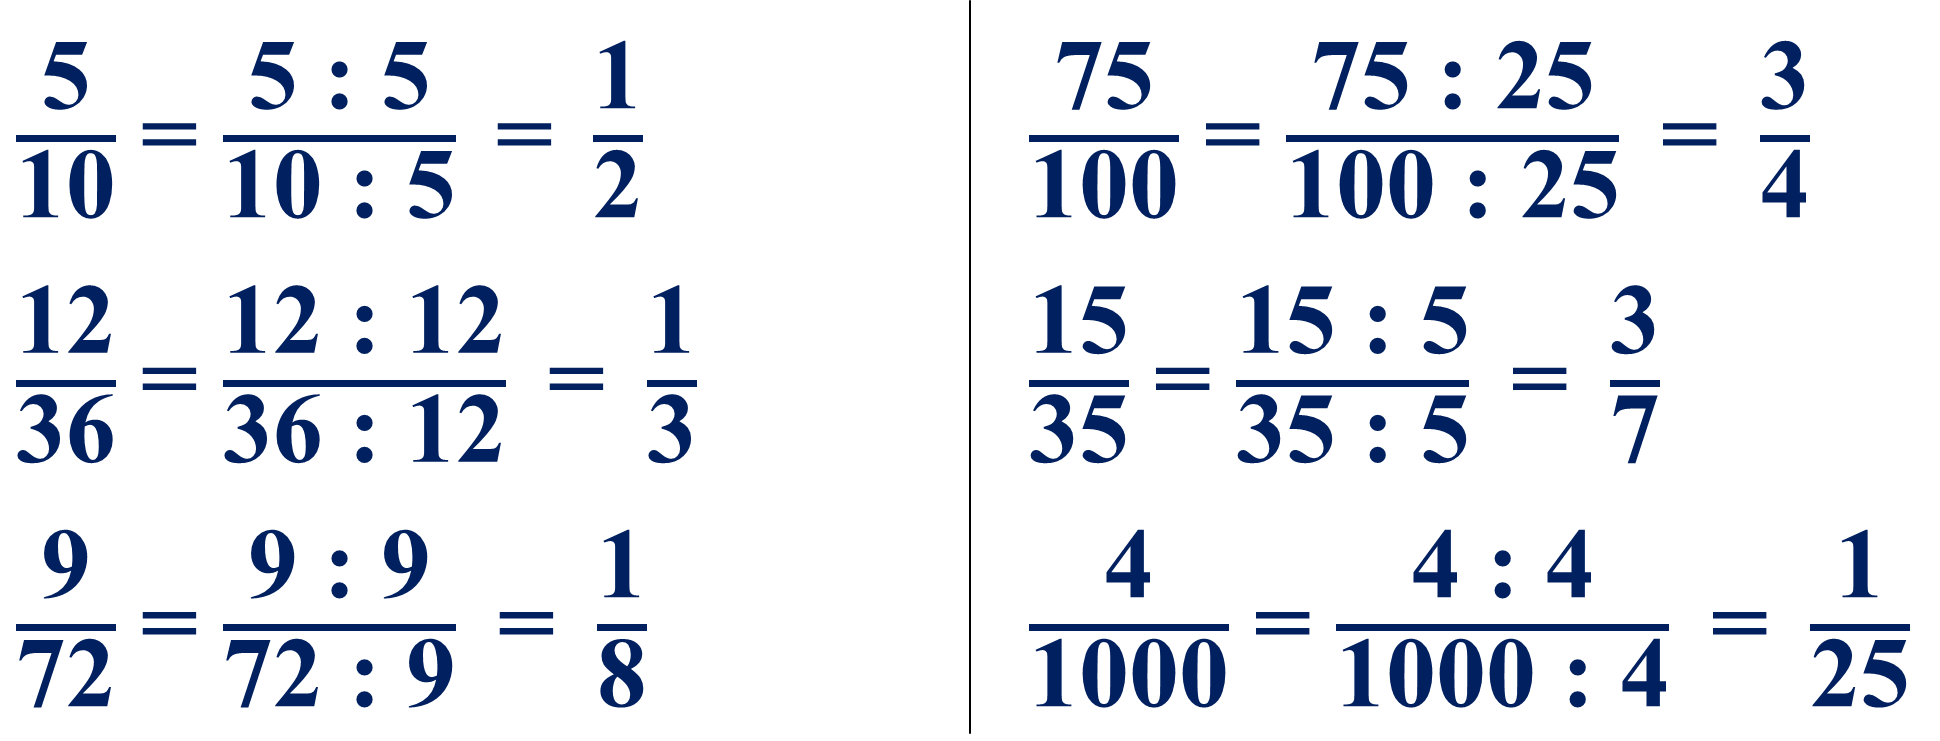 5/10 = 5 : 5/10 : 5 = 1/2
12/36 = 12 : 12/36 : 12 = 1/3
9/72 = 9 : 9/72 : 9 = 1/8
75/100 = 75 : 25/100 : 25 = 3/4
15/35 = 15 : 5/35 : 5 = 3/7
4/1000 = 4 : 4/1000 : 4 = 1/25